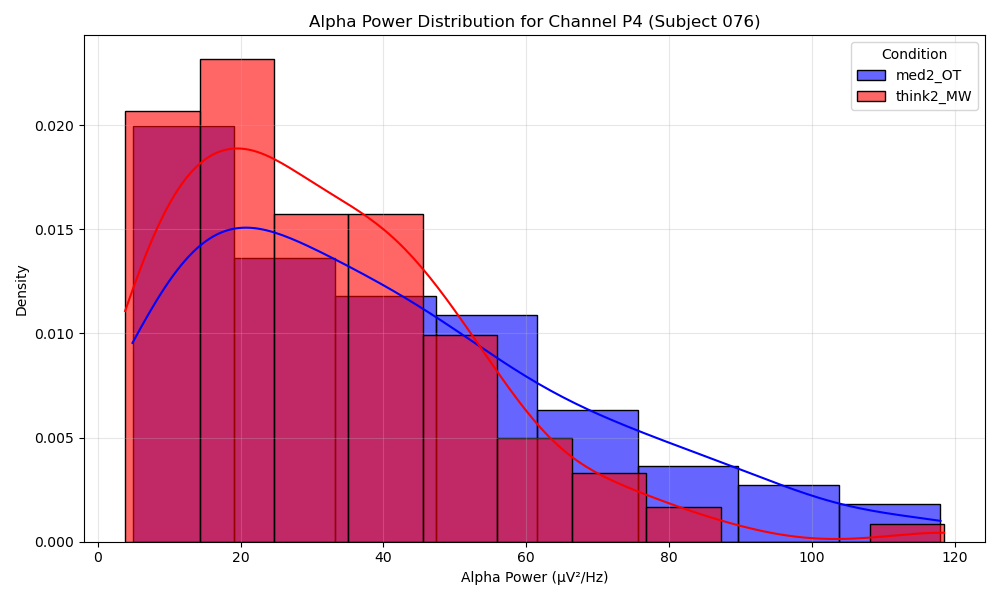 Alpha Power Distribution for Channel P4 (Subject 076)
Condition
med2_OT
think2_MW
Density
0.020
0.015
0.010
0.005
0.000
0 20 40 60 80 100 120
Alpha Power (µV²/Hz)